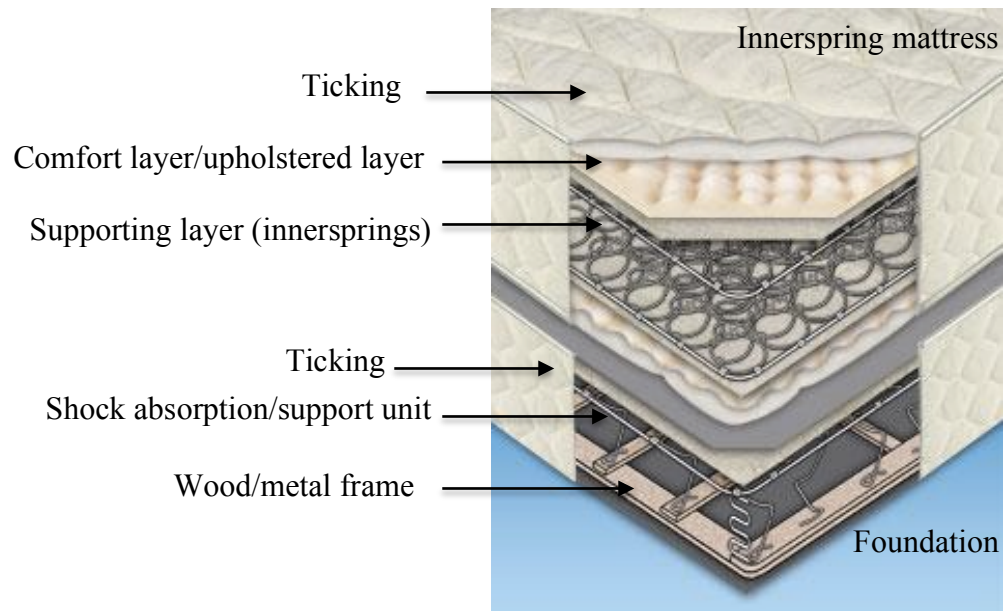 Innerspring mattress
Ticking
Comfort layer/upholstered layer
Supporting layer (innersprings)
Ticking
Shock absorption/support unit
Wood/metal frame
Foundation